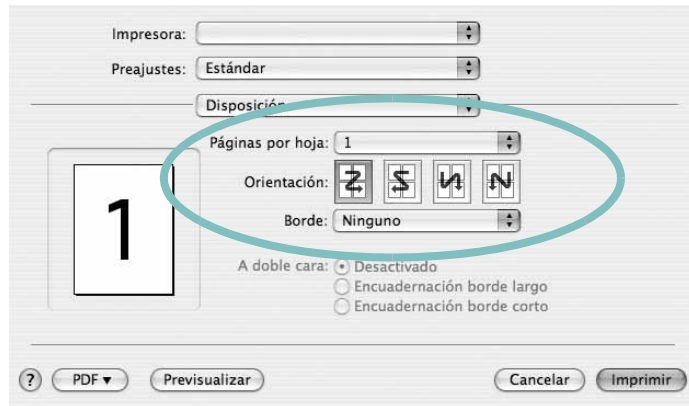 Impresora:
Preajustes: Estándar
Disposición
Páginas por hoja: 1
Orientación:
Borde: Ninguno
1
A doble cara: Desactivado
Encuadernación borde largo
Encuadernación borde corto
? PDF Previsualizar Cancelar Imprimir